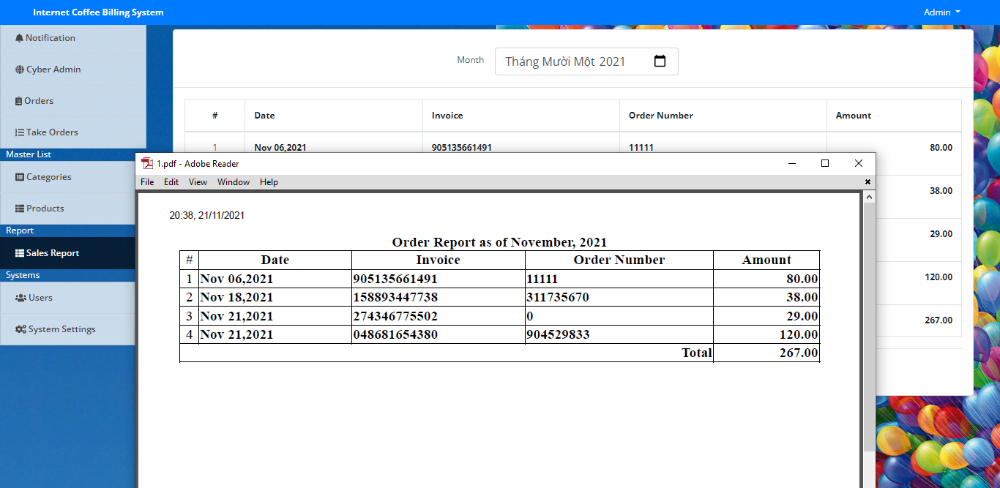 Internet Coffee Billing System Admin
Notification
Cyber Admin
Orders
Take Orders
Master List
Categories
Products
Report
Sales Report
Systems
Users
System Settings
Month Tháng Mười Một 2021
# Date Invoice Order Number Amount
1 Nov 06,2021 905135661491 11111 80.00
38.00
29.00
120.00
267.00
1.pdf - Adobe Reader
File Edit View Window Help
20:38, 21/11/2021
Order Report as of November, 2021
# Date Invoice Order Number Amount
1 Nov 06,2021 905135661491 11111 80.00
2 Nov 18,2021 158893447738 311735670 38.00
3 Nov 21,2021 274346775502 0 29.00
4 Nov 21,2021 048681654380 904529833 120.00
Total 267.00